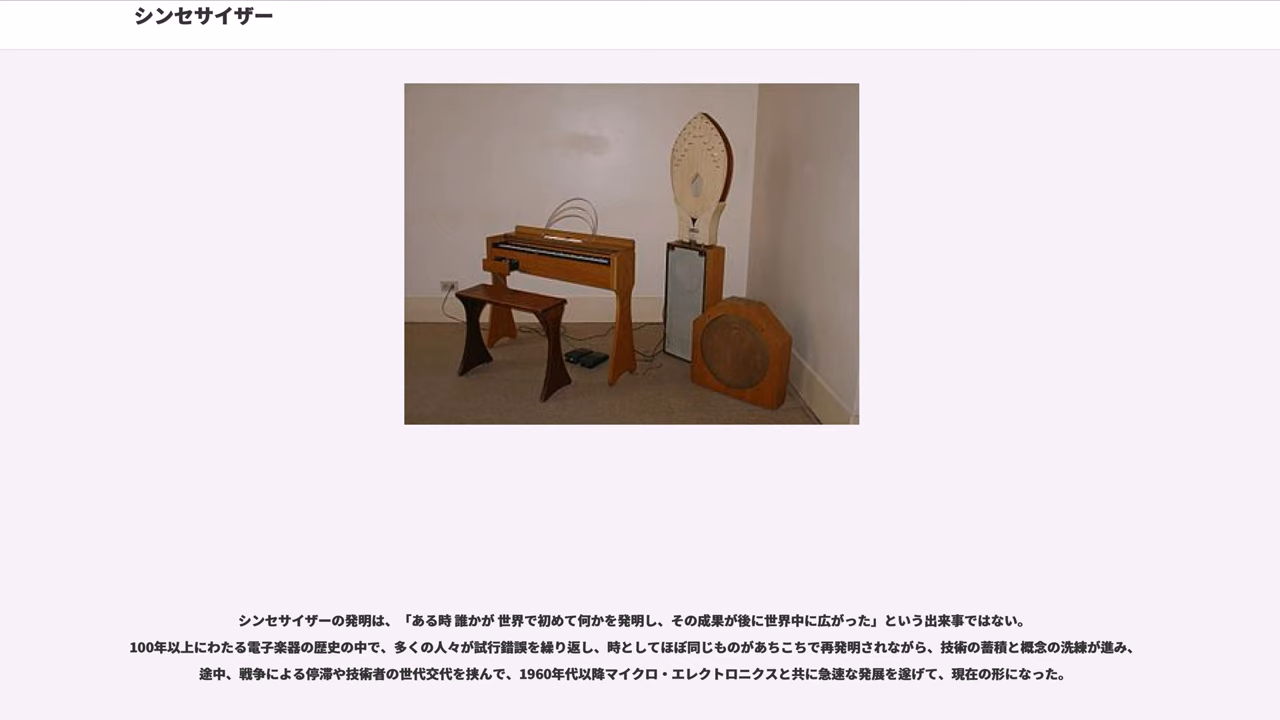 シンセサイザー
シンセサイザーの発明は、「ある時 誰かが 世界で初めて何かを発明し、その成果が後に世界中に広がった」という出来事ではない。
100年以上にわたる電子楽器の歴史の中で、多くの人々が試行錯誤を繰り返し、時としてほぼ同じものがあちこちで再発明されながら、技術の蓄積と概念の洗練が進み、
途中、戦争による停滞や技術者の世代交代を挟んで、1960年代以降マイクロ・エレクトロニクスと共に急速な発展を遂げて、現在の形になった。